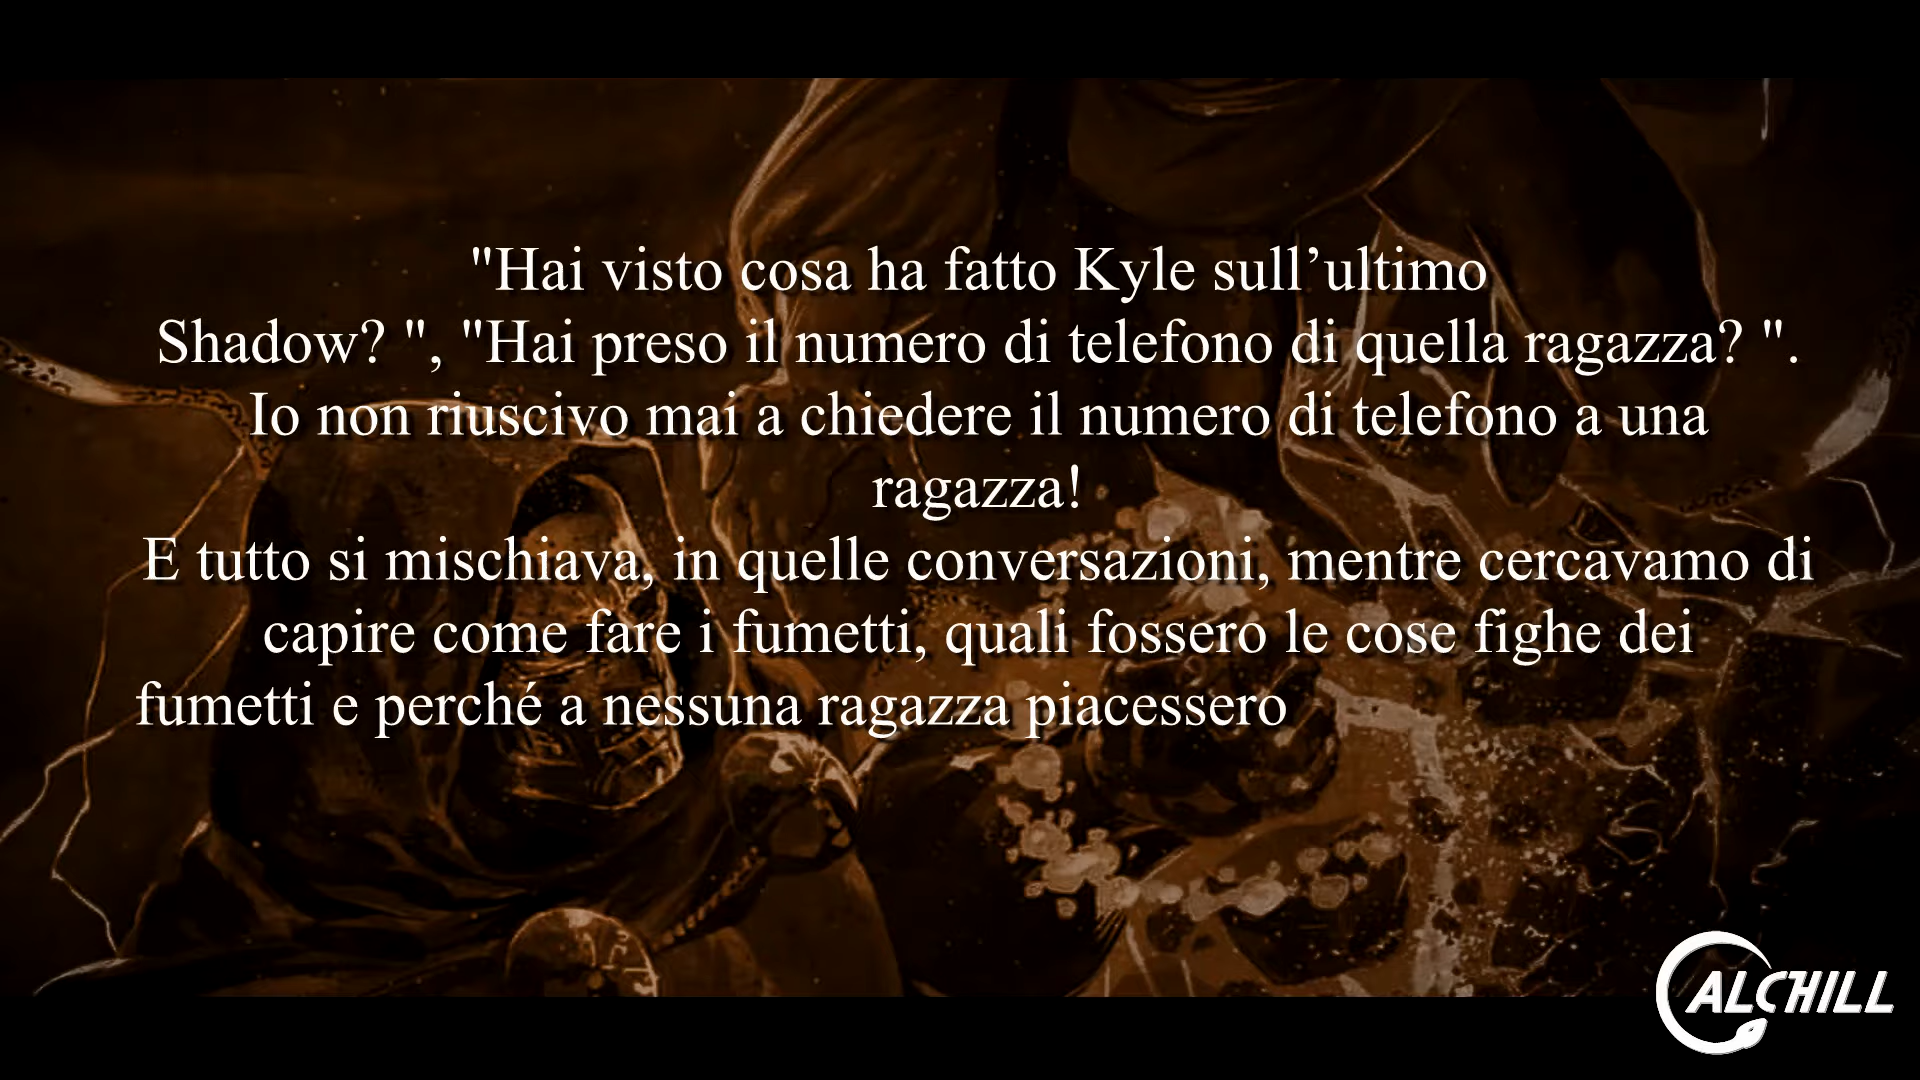 "Hai visto cosa ha fatto Kyle sull’ultimo
Shadow? ", "Hai preso il numero di telefono di quella ragazza? ".
Io non riuscivo mai a chiedere il numero di telefono a una
ragazza!
E tutto si mischiava, in quelle conversazioni, mentre cercavamo di
capire come fare i fumetti, quali fossero le cose fighe dei
fumetti e perché a nessuna ragazza piacessero
CALCHILL